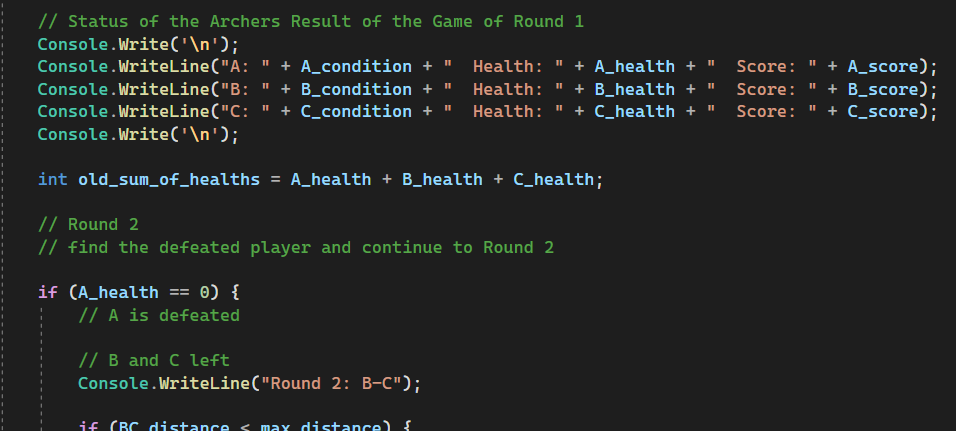 // Status of the Archers Result of the Game of Round 1
Console.Write('\n');
Console.WriteLine("A: " + A_condition + "  Health: " + A_health + "  Score: " + A_score);
Console.WriteLine("B: " + B_condition + "  Health: " + B_health + "  Score: " + B_score);
Console.WriteLine("C: " + C_condition + "  Health: " + C_health + "  Score: " + C_score);
Console.Write('\n');
int old_sum_of_healths = A_health + B_health + C_health;
// Round 2
// find the defeated player and continue to Round 2
if (A_health == 0) {
// A is defeated
// B and C left
Console.WriteLine("Round 2: B-C");
if (BC_distance < max_distance) {